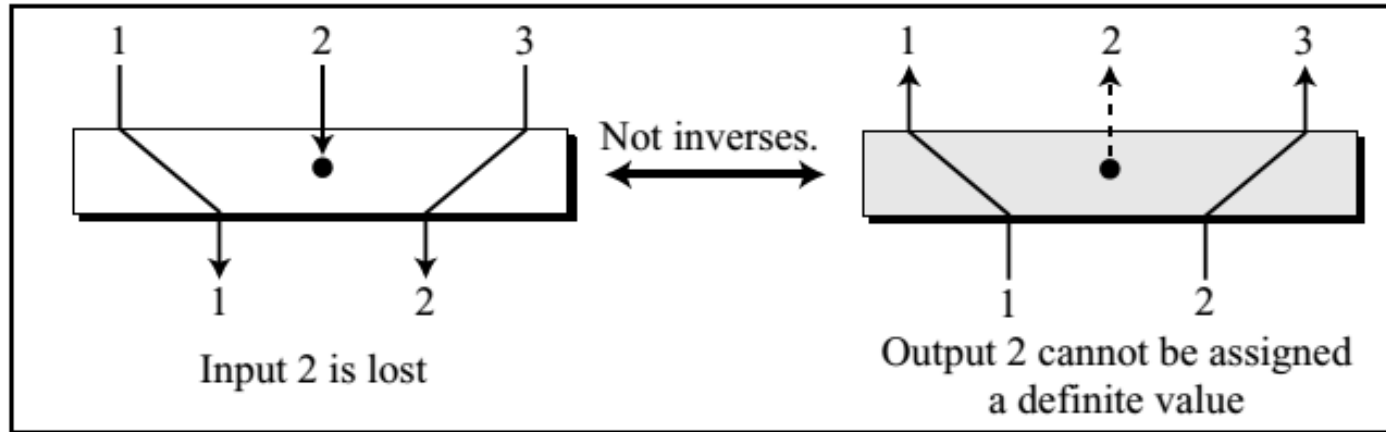 1 2 3
1 2 3
Not inverses.
1 2
1 2
Input 2 is lost
Output 2 cannot be assigned
a definite value